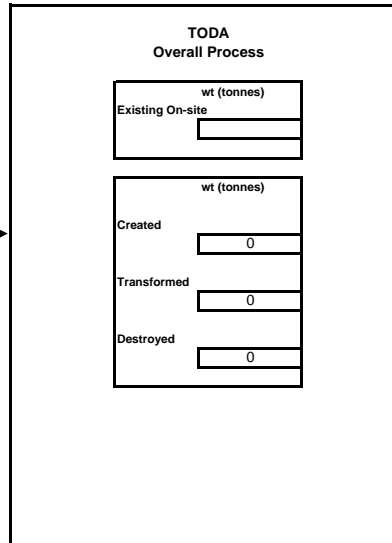 TODA
Overall Process
wt (tonnes)
Existing On-site
wt (tonnes)
Created
0
Transformed
0
Destroyed
0